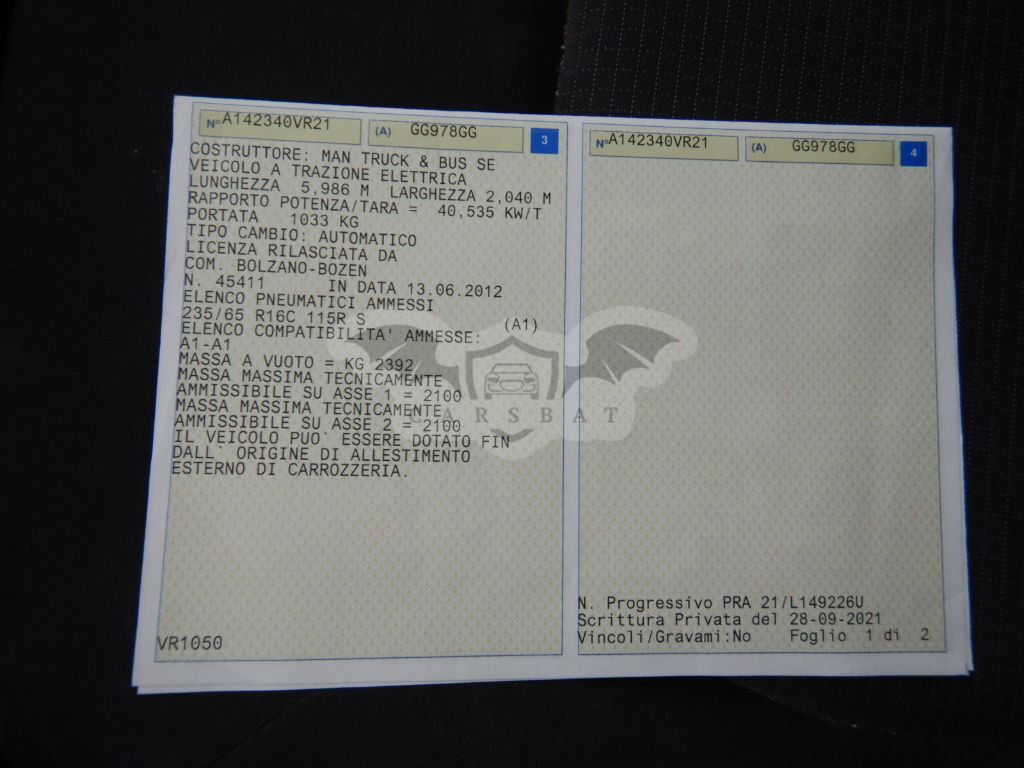 N° A142340VR21 (A) GG978GG 3
COSTRUTTORE: MAN TRUCK & BUS SE
VEICOLO A TRAZIONE ELETTRICA
LUNGHEZZA 5,986 M LARGHEZZA 2,040 M
RAPPORTO POTENZA/TARA = 40,535 KW/T
PORTATA 1033 KG
TIPO CAMBIO: AUTOMATICO
LICENZA RILASCIATA DA
COM. BOLZANO-BOZEN
N. 45411 IN DATA 13.06.2012
ELENCO PNEUMATICI AMMESSI
235/65 R16C 115R S (A1)
ELENCO COMPATIBILITA' AMMESSE:
A1-A1
MASSA A VUOTO = KG 2392
MASSA MASSIMA TECNICAMENTE
AMMISSIBILE SU ASSE 1 = 2100
MASSA MASSIMA TECNICAMENTE
AMMISSIBILE SU ASSE 2 = 2100
IL VEICOLO PUO` ESSERE DOTATO FIN
DALL` ORIGINE DI ALLESTIMENTO
ESTERNO DI CARROZZERIA.
VR1050
N° A142340VR21 (A) GG978GG 4
N. Progressivo PRA 21/L149226U
Scrittura Privata del 28-09-2021
Vincoli/Gravami:No Foglio 1 di 2
CARSBAT